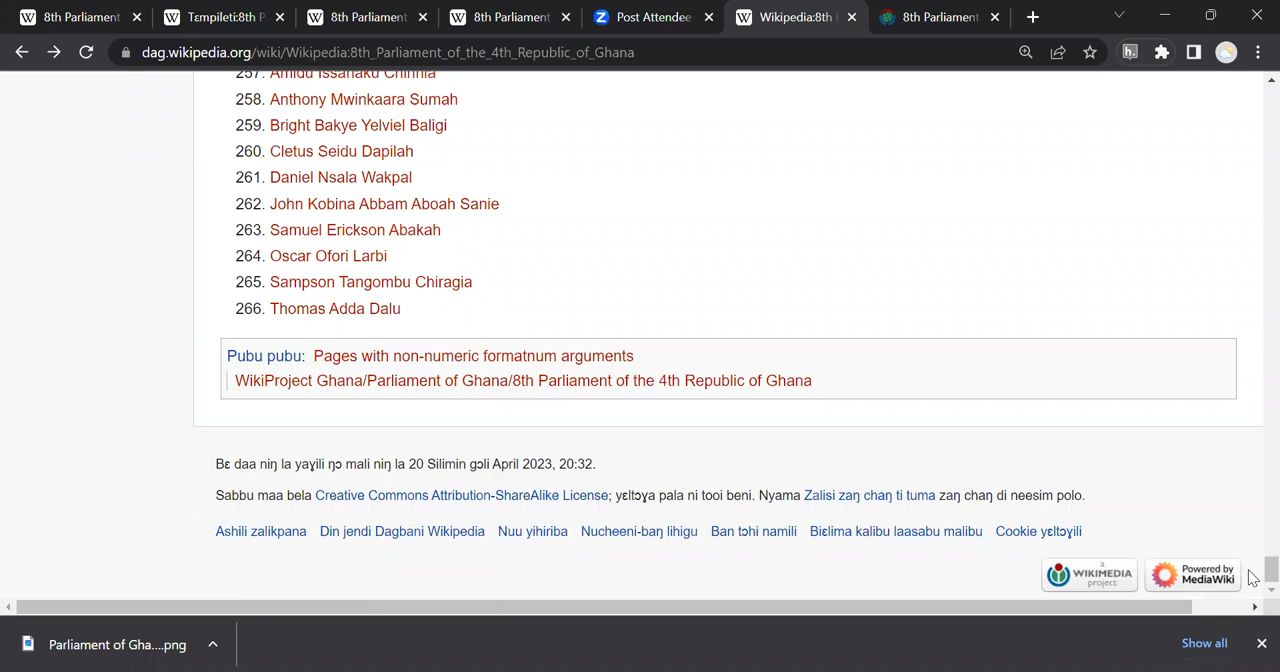 8th Parliament
Tɛmpileti:8th P
8th Parliament
8th Parliament
Post Attendee
Wikipedia:8th
8th Parliament
dag.wikipedia.org/wiki/Wikipedia:8th_Parliament_of_the_4th_Republic_of_Ghana
257. Amidu Issahaku Chinnia
258. Anthony Mwinkaara Sumah
259. Bright Bakye Yelviel Baligi
260. Cletus Seidu Dapilah
261. Daniel Nsala Wakpal
262. John Kobina Abbam Aboah Sanie
263. Samuel Erickson Abakah
264. Oscar Ofori Larbi
265. Sampson Tangombu Chiragia
266. Thomas Adda Dalu
Pubu pubu: Pages with non-numeric formatnum arguments
WikiProject Ghana/Parliament of Ghana/8th Parliament of the 4th Republic of Ghana
Bɛ daa niŋ la yaɣili ŋɔ mali niŋ la 20 Silimin gɔli April 2023, 20:32.
Sabbu maa bela Creative Commons Attribution-ShareAlike License; yɛltɔɣa pala ni tooi beni. Nyama Zalisi zaŋ chaŋ ti tuma zaŋ chaŋ di neesim polo.
Ashili zalikpana Din jendi Dagbani Wikipedia Nuu yihiriba Nucheeni-baŋ lihigu Ban tɔhi namili Biɛlima kalibu laasabu malibu Cookie yɛltɔɣili
a WIKIMEDIA project
Powered by MediaWiki
Parliament of Gha....png
Show all